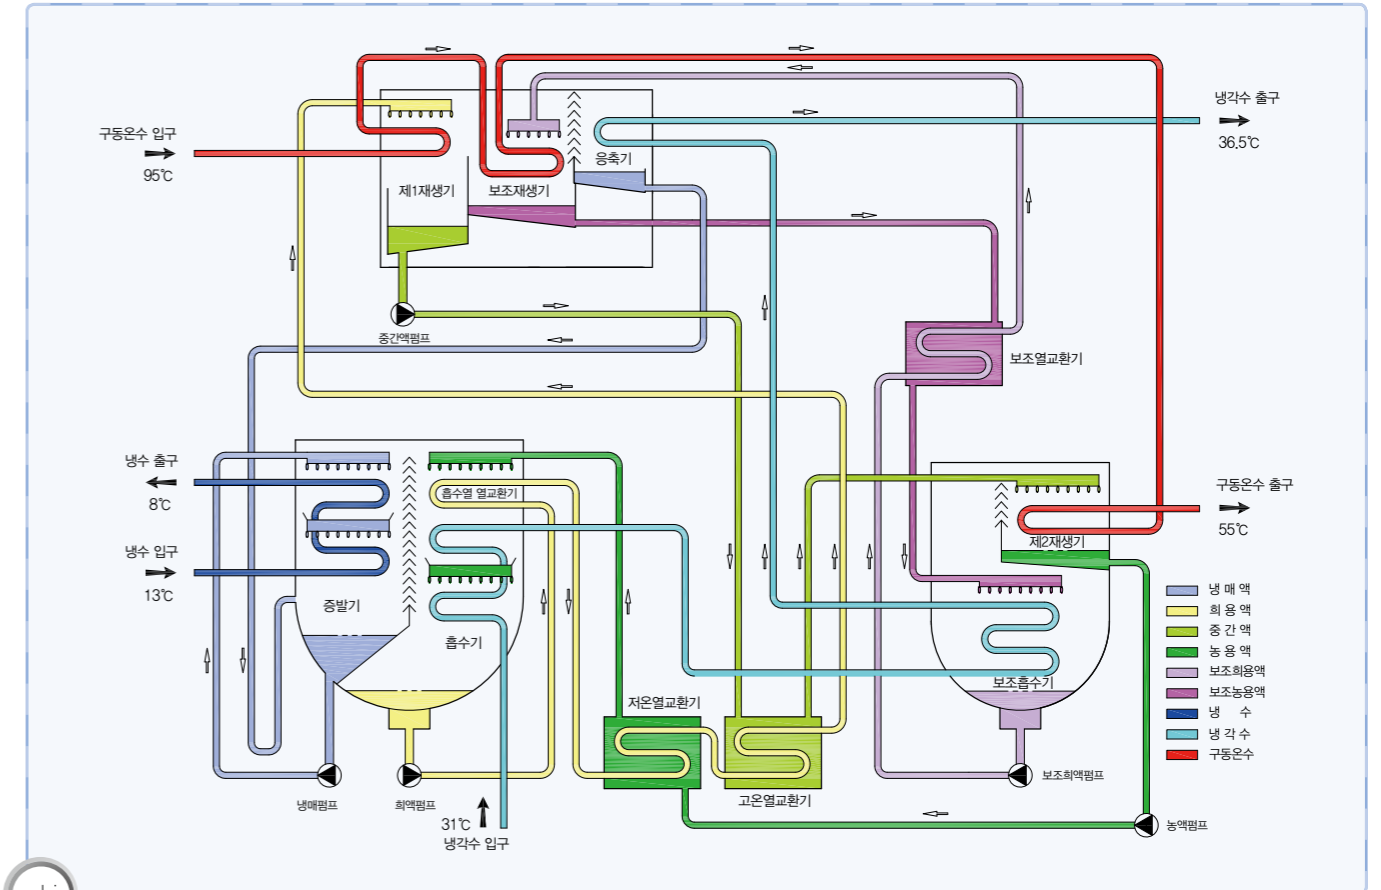 냉각수 출구
36.5℃
구동온수 입구
95℃
응축기
제1재생기
보조재생기
중간액펌프
보조열교환기
냉수 출구
8℃
흡수열 열교환기
구동온수 출구
55℃
제2재생기
냉수 입구
13℃
증발기
흡수기
냉 매 액
희 용 액
중 간 액
농 용 액
보조희용액
보조농용액
냉 수
냉 각 수
구동온수
보조흡수기
저온열교환기
고온열교환기
냉매펌프
희액펌프
보조희액펌프
31℃
냉각수 입구
농액펌프